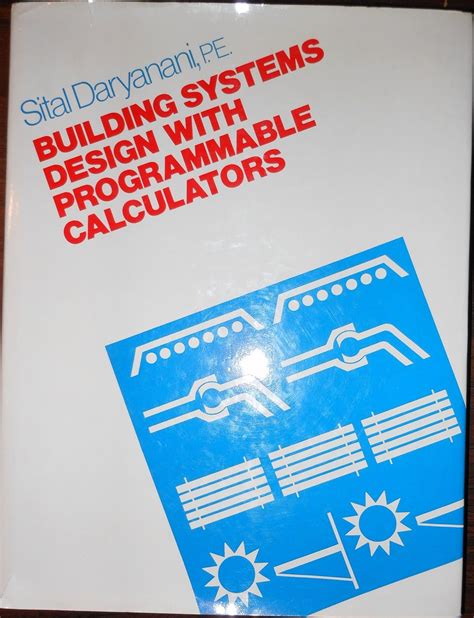 Sital Daryanani, P.E.
BUILDING SYSTEMS
DESIGN WITH
PROGRAMMABLE
CALCULATORS